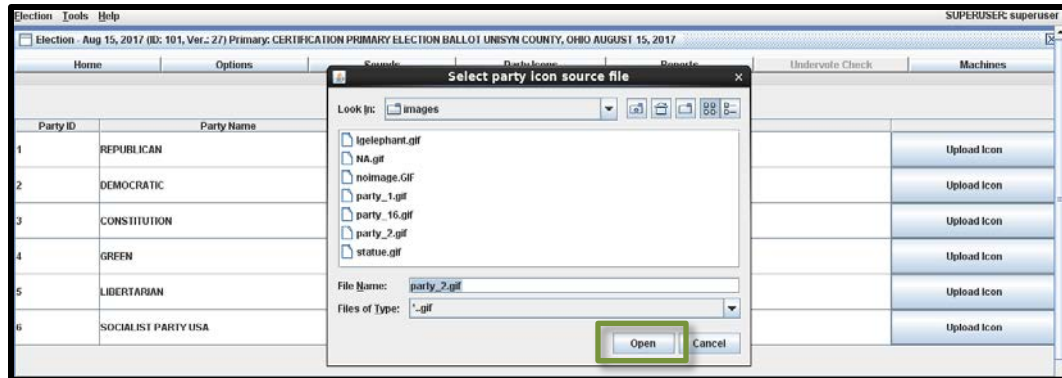 Election Tools Help SUPERUSER: superuser
Election - Aug 15, 2017 (ID: 101, Ver.: 27) Primary: CERTIFICATION PRIMARY ELECTION BALLOT UNISYN COUNTY, OHIO AUGUST 15, 2017
Home Options Sounds Party Icons Reports Undervote Check Machines
Select party icon source file
Look In: images
Party ID Party Name
lgelephant.gif
NA.gif
noimage.GIF
party_1.gif
party_16.gif
party_2.gif
statue.gif
1 REPUBLICAN Upload Icon
2 DEMOCRATIC Upload Icon
3 CONSTITUTION Upload Icon
4 GREEN Upload Icon
5 LIBERTARIAN Upload Icon
6 SOCIALIST PARTY USA Upload Icon
File Name: party_2.gif
Files of Type: *..gif
Open Cancel